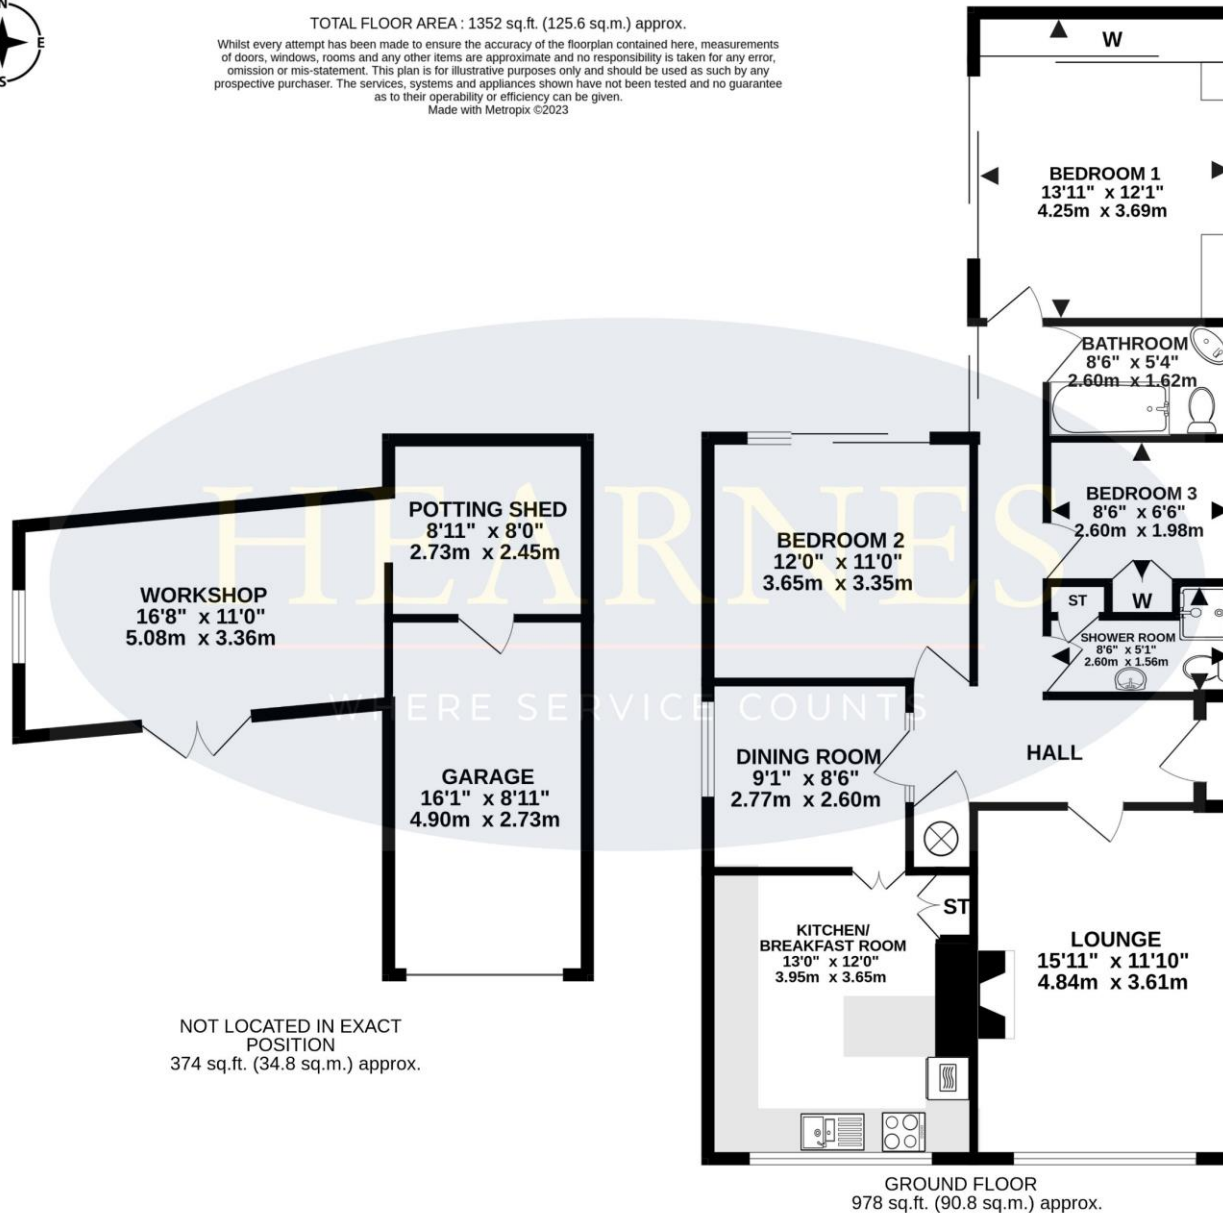 N
E
S
TOTAL FLOOR AREA : 1352 sq.ft. (125.6 sq.m.) approx.
Whilst every attempt has been made to ensure the accuracy of the floorplan contained here, measurements
of doors, windows, rooms and any other items are approximate and no responsibility is taken for any error,
omission or mis-statement. This plan is for illustrative purposes only and should be used as such by any
prospective purchaser. The services, systems and appliances shown have not been tested and no guarantee
as to their operability or efficiency can be given.
Made with Metropix ©2023
W
BEDROOM 1
13'11" x 12'1"
4.25m x 3.69m
BATHROOM
8'6" x 5'4"
2.60m x 1.62m
BEDROOM 3
8'6" x 6'6"
2.60m x 1.98m
W
ST
SHOWER ROOM
8'6" x 5'1"
2.60m x 1.56m
BEDROOM 2
12'0" x 11'0"
3.65m x 3.35m
POTTING SHED
8'11" x 8'0"
2.73m x 2.45m
WORKSHOP
16'8" x 11'0"
5.08m x 3.36m
HEARNES
WHERE SERVICE COUNTS
GARAGE
16'1" x 8'11"
4.90m x 2.73m
DINING ROOM
9'1" x 8'6"
2.77m x 2.60m
HALL
ST
KITCHEN/
BREAKFAST ROOM
13'0" x 12'0"
3.95m x 3.65m
LOUNGE
15'11" x 11'10"
4.84m x 3.61m
NOT LOCATED IN EXACT
POSITION
374 sq.ft. (34.8 sq.m.) approx.
GROUND FLOOR
978 sq.ft. (90.8 sq.m.) approx.